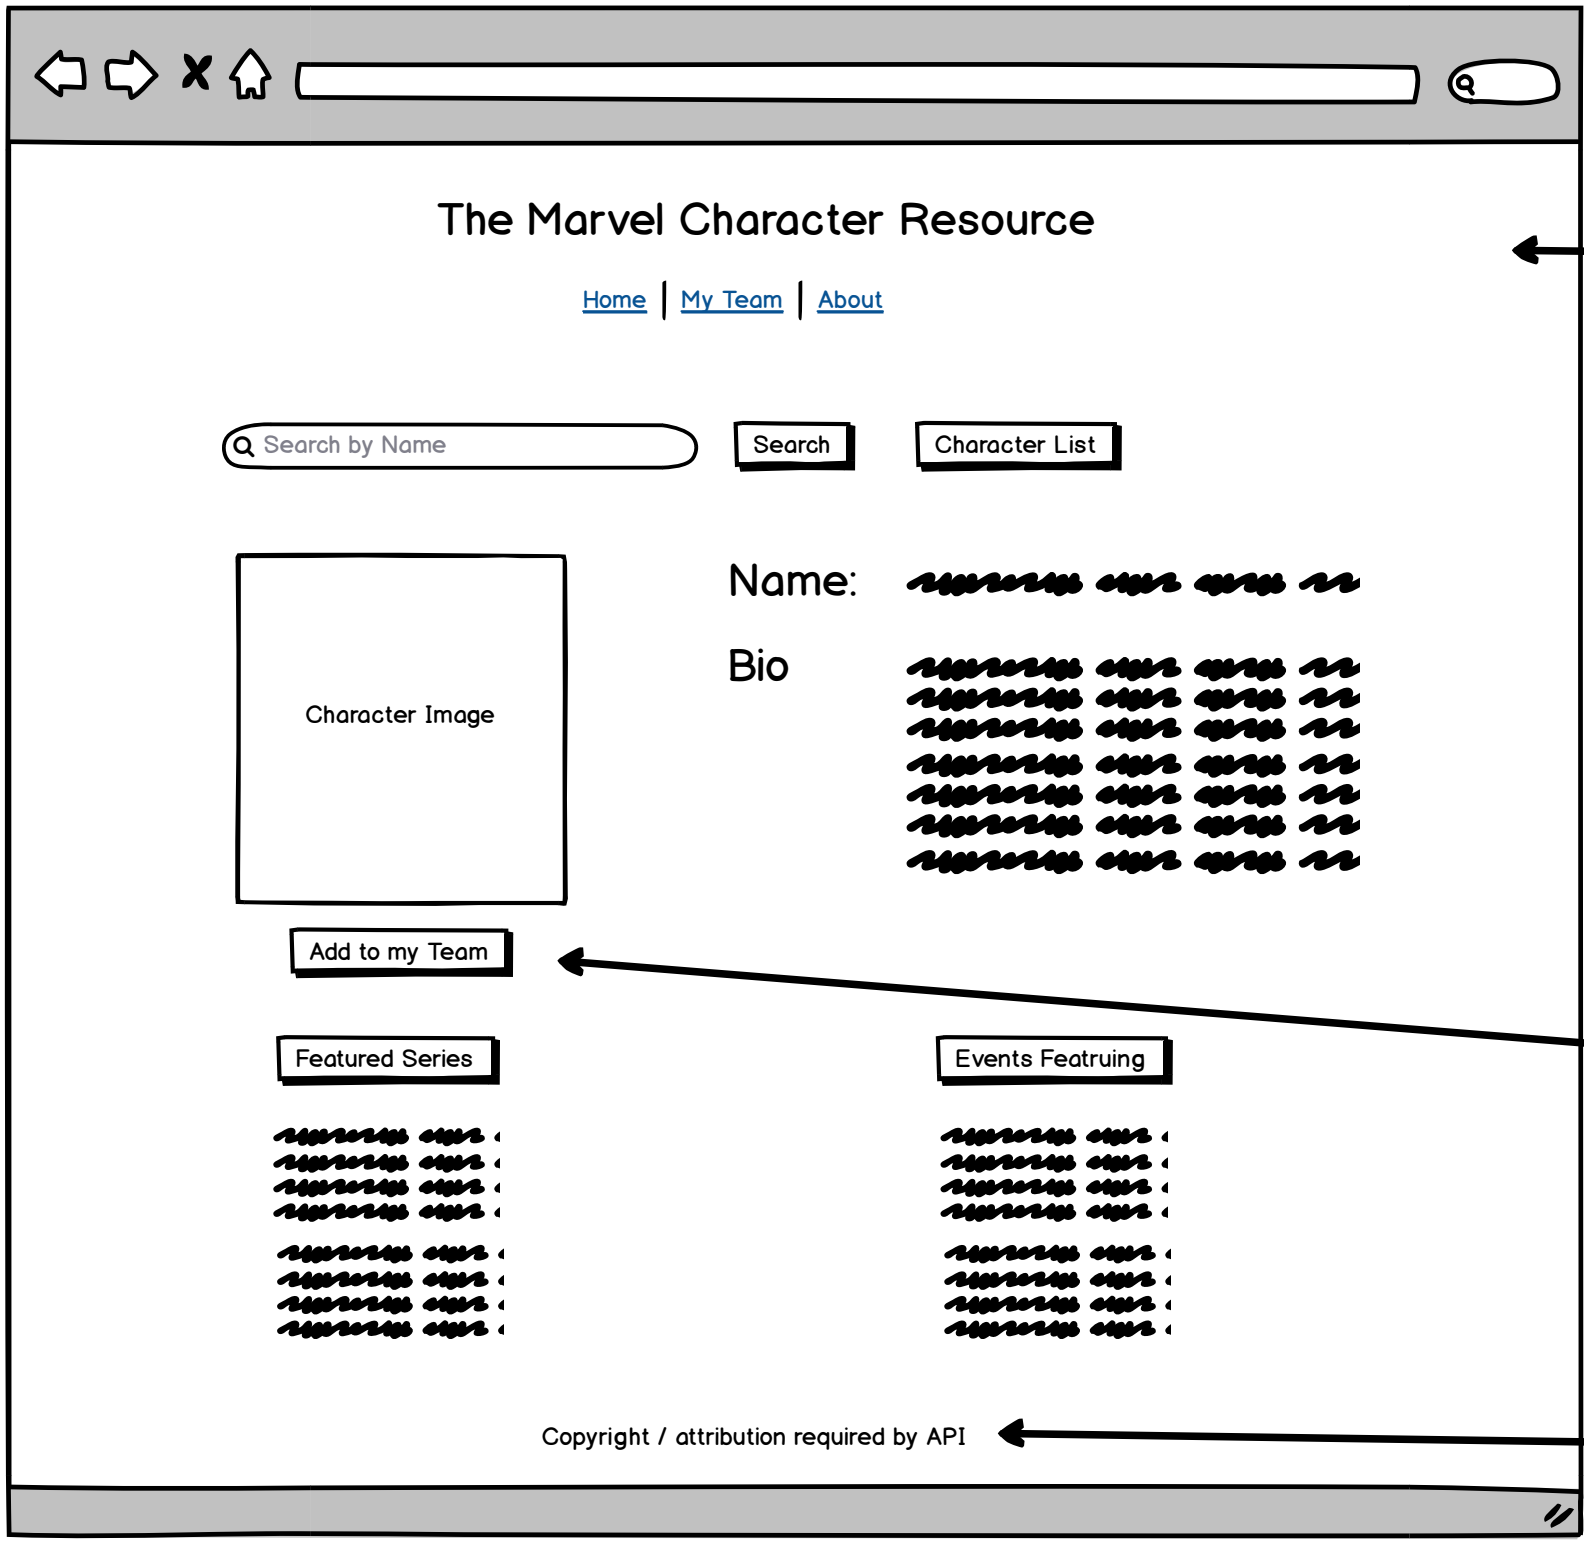 The Marvel Character Resource
Home | My Team | About
Search by Name
Search
Character List
Character Image
Name:
Bio
Add to my Team
Featured Series
Events Featruing
Copyright / attribution required by API